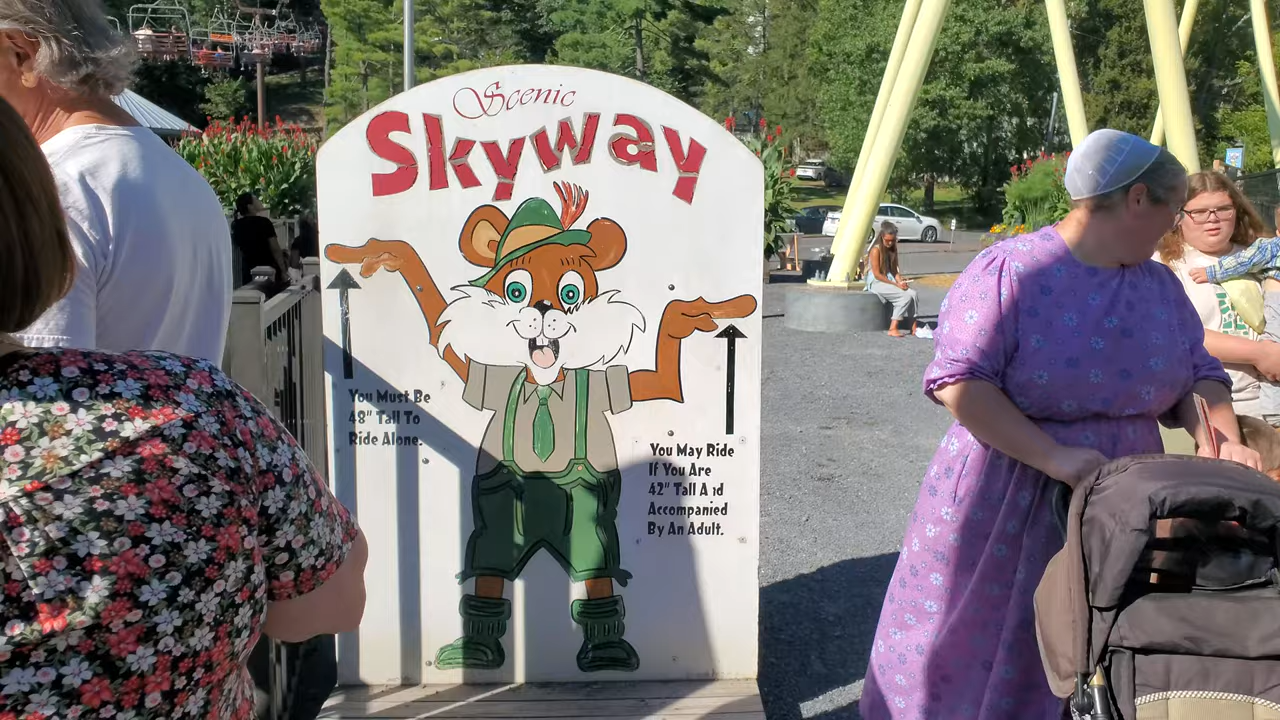 Scenic
Skyway
You Must Be
48" Tall To
Ride Alone.
You May Ride
If You Are
42" Tall A d
Accompanied
By An Adult.